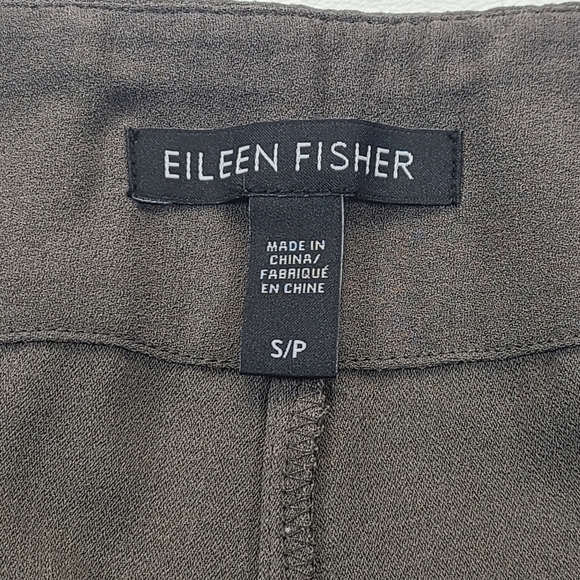 EILEEN FISHER
MADE IN
CHINA/
FABRIQUÉ
EN CHINE
S/P